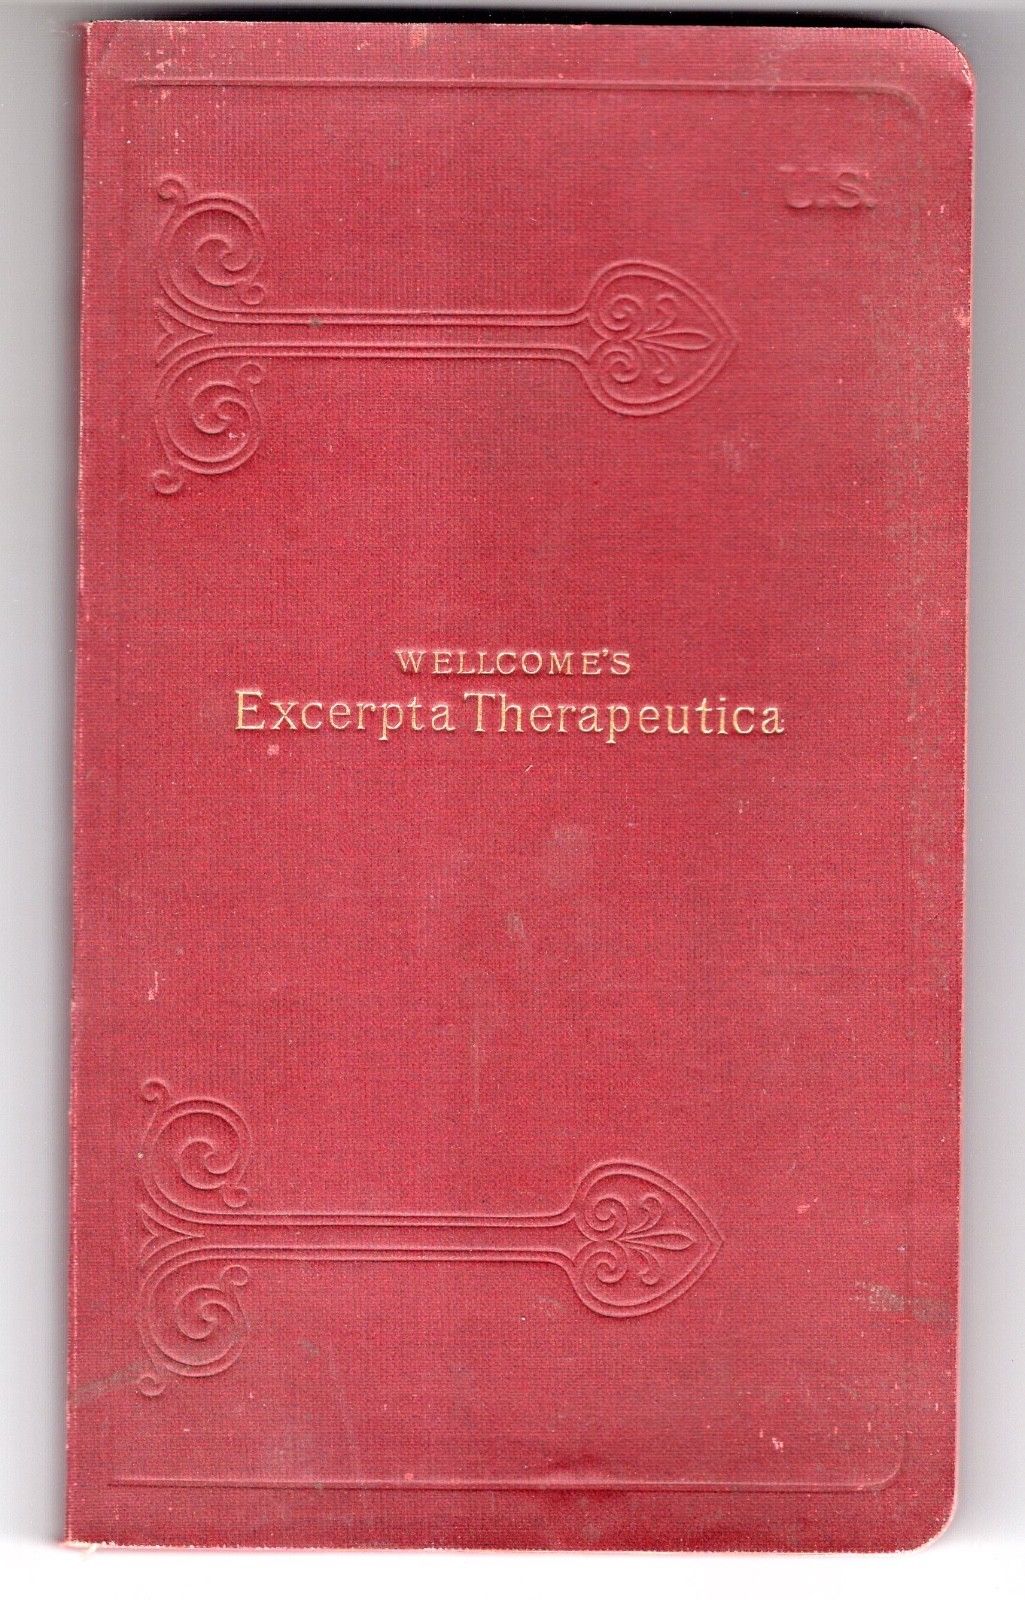 U.S.
WELLCOME'S
Excerpta Therapeutica